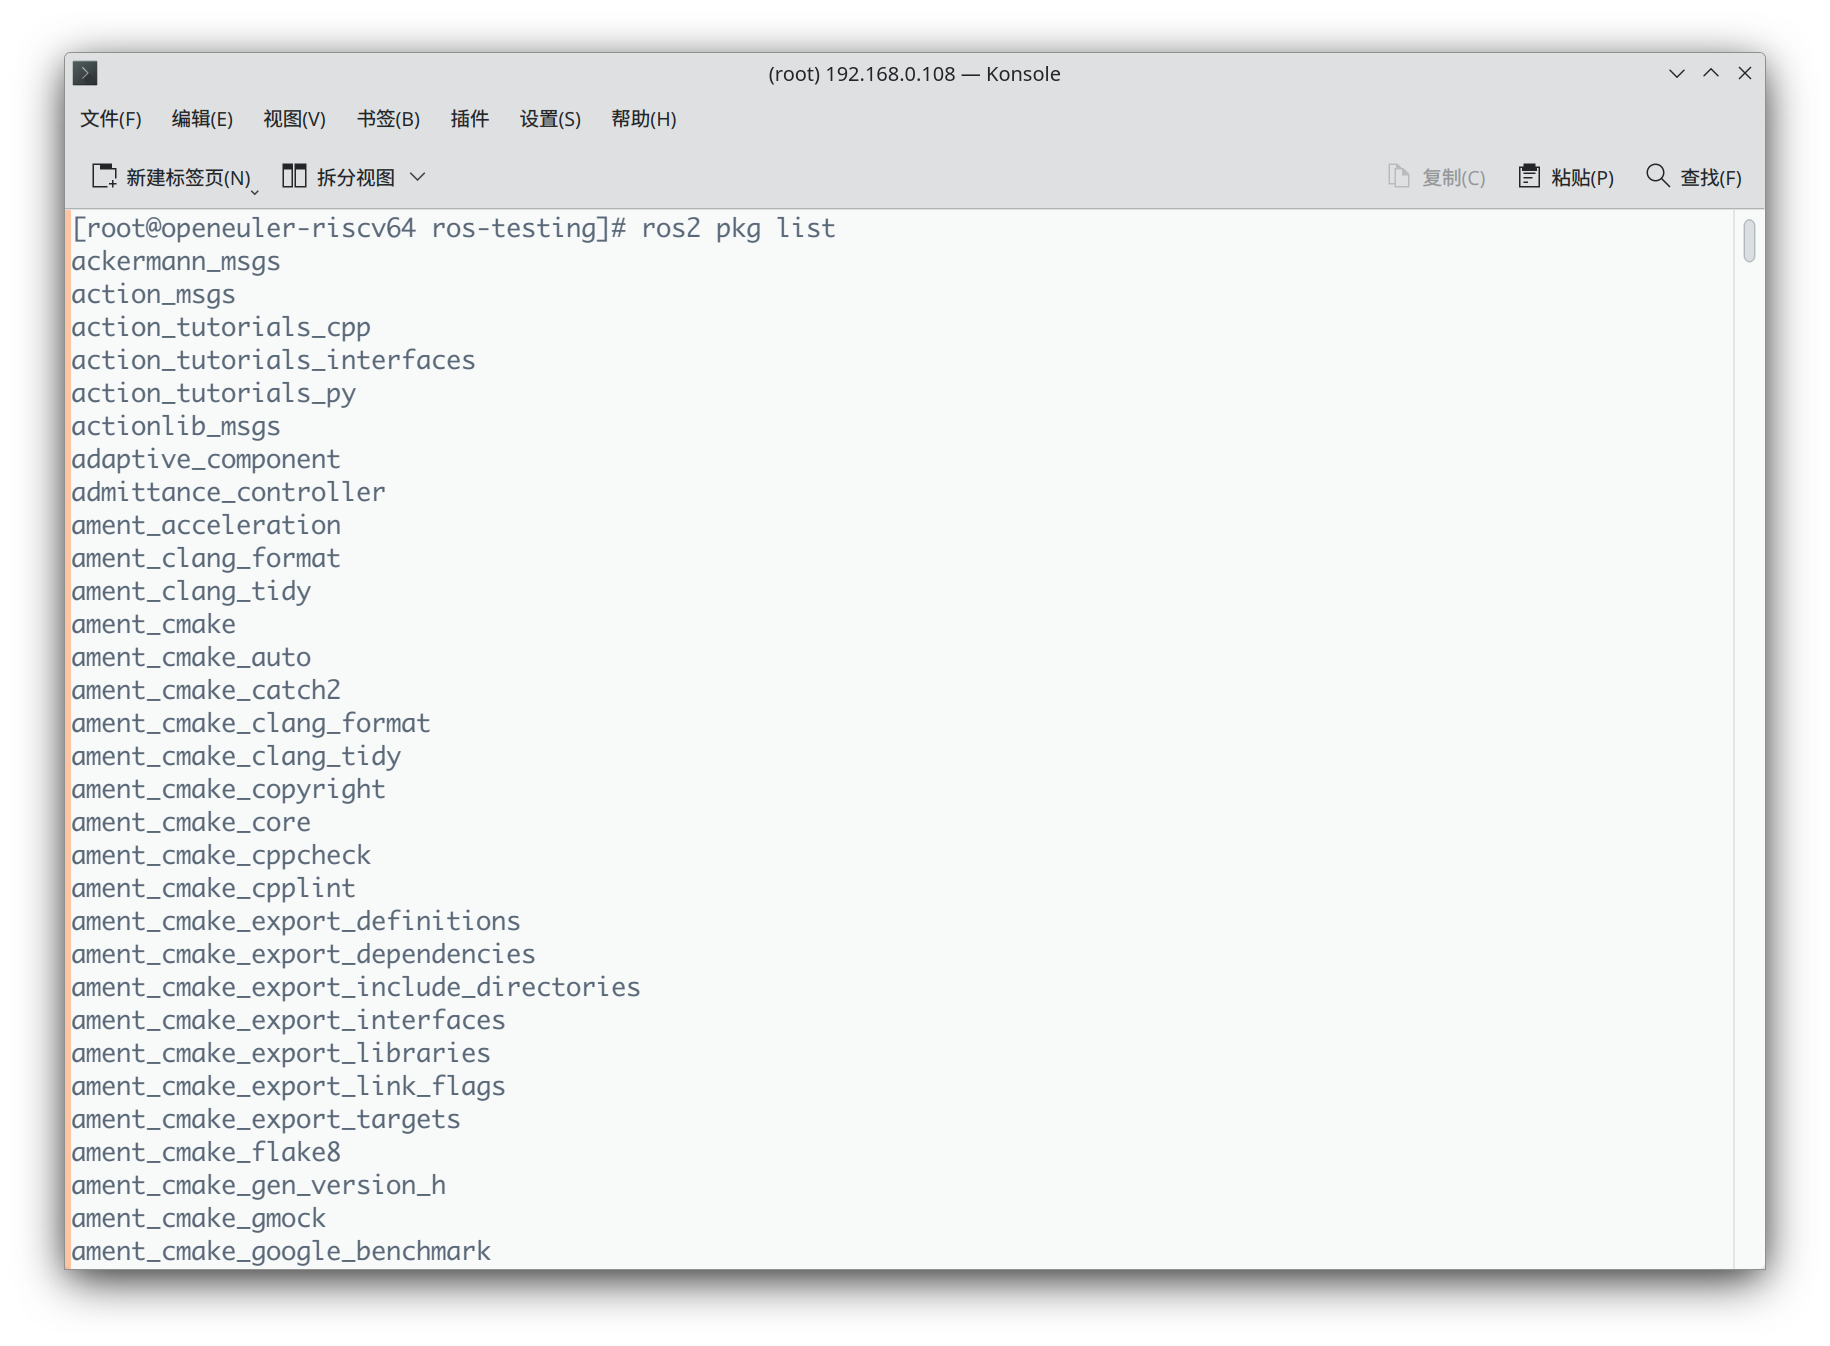 (root) 192.168.0.108 — Konsole
文件(F) 编辑(E) 视图(V) 书签(B) 插件 设置(S) 帮助(H)
新建标签页(N) 拆分视图 复制(C) 粘贴(P) 查找(F)
[root@openeuler-riscv64 ros-testing]# ros2 pkg list
ackermann_msgs
action_msgs
action_tutorials_cpp
action_tutorials_interfaces
action_tutorials_py
actionlib_msgs
adaptive_component
admittance_controller
ament_acceleration
ament_clang_format
ament_clang_tidy
ament_cmake
ament_cmake_auto
ament_cmake_catch2
ament_cmake_clang_format
ament_cmake_clang_tidy
ament_cmake_copyright
ament_cmake_core
ament_cmake_cppcheck
ament_cmake_cpplint
ament_cmake_export_definitions
ament_cmake_export_dependencies
ament_cmake_export_include_directories
ament_cmake_export_interfaces
ament_cmake_export_libraries
ament_cmake_export_link_flags
ament_cmake_export_targets
ament_cmake_flake8
ament_cmake_gen_version_h
ament_cmake_gmock
ament_cmake_google_benchmark